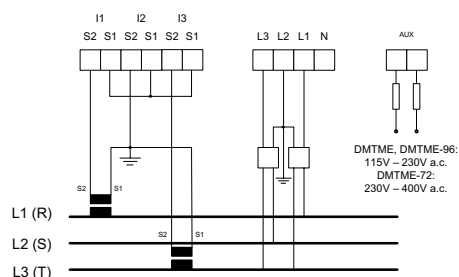 I1 I2 I3
S2 S1 S2 S1 S2 S1
L3 L2 L1 N
AUX
DMTME, DMTME-96:
115V – 230V a.c.
DMTME-72:
230V – 400V a.c.
S2 S1
L1 (R)
S2 S1
L2 (S)
L3 (T)